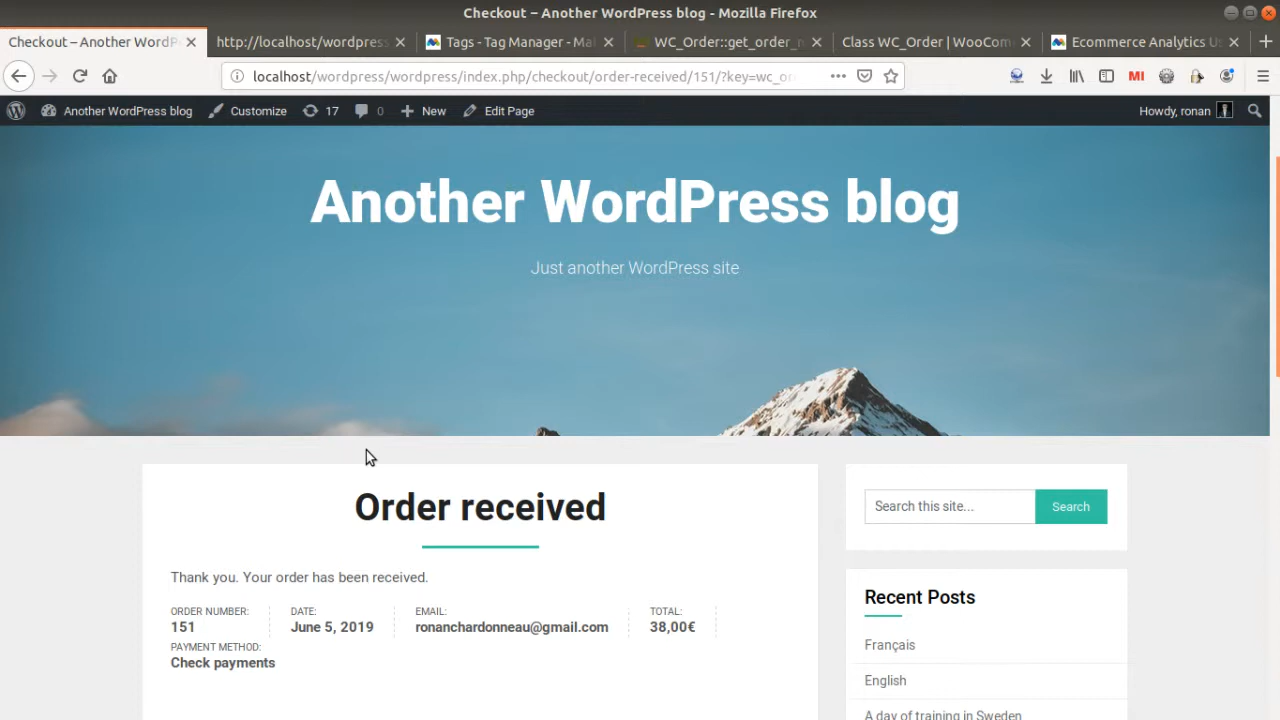 Checkout – Another WordPress blog - Mozilla Firefox
Checkout – Another WordP
http://localhost/wordpress
Tags - Tag Manager - Ma
WC_Order::get_order_n
Class WC_Order | WooCom
Ecommerce Analytics U
localhost/wordpress/wordpress/index.php/checkout/order-received/151/?key=wc_or
MI
Another WordPress blog
Customize
17
0
New
Edit Page
Howdy, ronan
Another WordPress blog
Just another WordPress site
Order received
Thank you. Your order has been received.
ORDER NUMBER:
151
DATE:
June 5, 2019
EMAIL:
ronanchardonneau@gmail.com
TOTAL:
38,00€
PAYMENT METHOD:
Check payments
Search this site...
Search
Recent Posts
Français
English
A day of training in Sweden